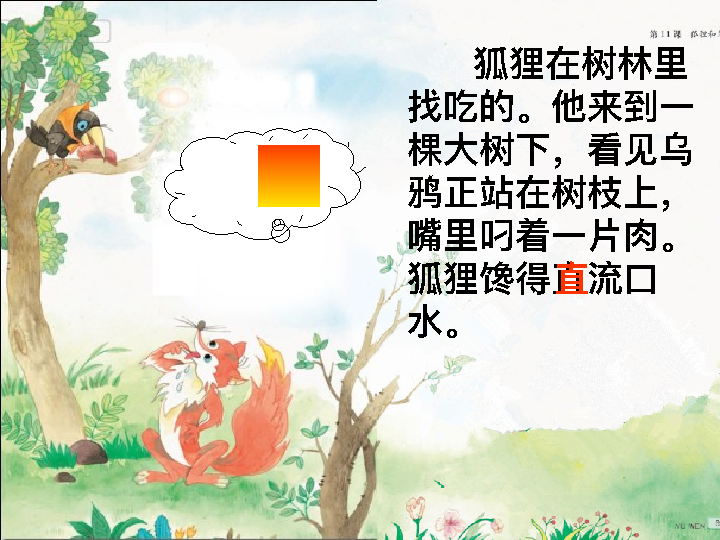 第11课 狐狸和
狐狸在树林里
找吃的。他来到一
棵大树下，看见乌
鸦正站在树枝上，
嘴里叼着一片肉。
狐狸馋得直流口
水。
YU WEN